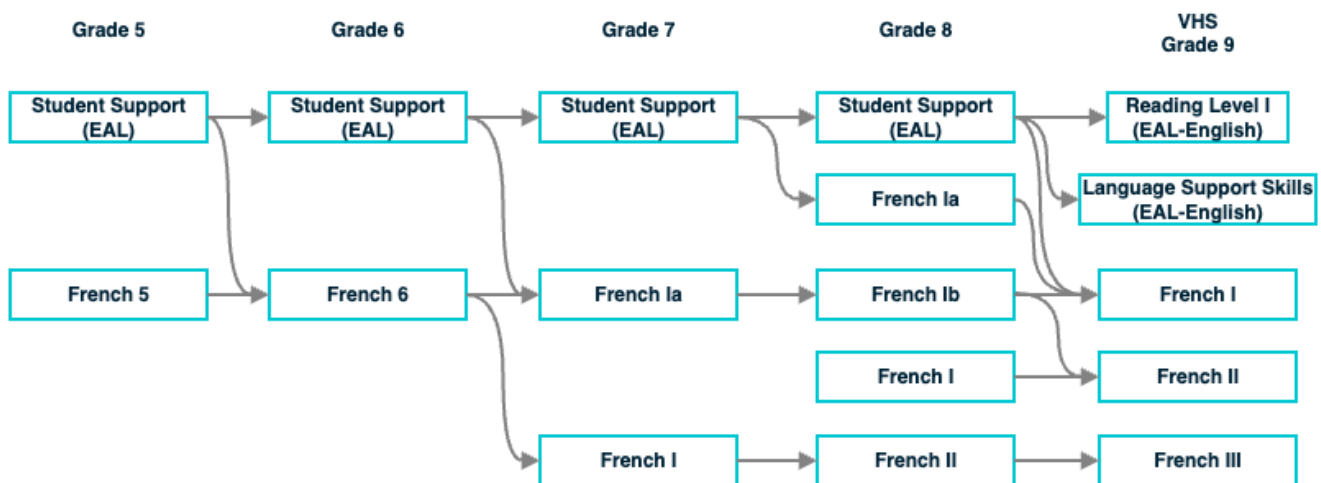 Grade 5
Grade 6
Grade 7
Grade 8
VHS
Grade 9
Student Support
(EAL)
Student Support
(EAL)
Student Support
(EAL)
Student Support
(EAL)
Reading Level I
(EAL-English)
French Ia
Language Support Skills
(EAL-English)
French 5
French 6
French Ia
French Ib
French I
French I
French II
French I
French II
French III